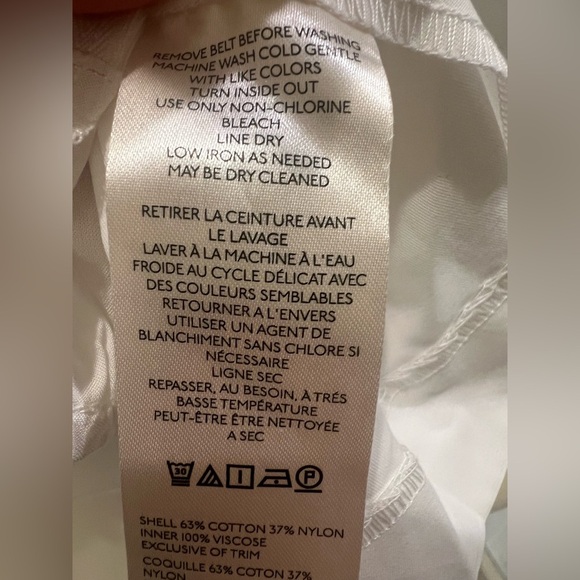 REMOVE BELT BEFORE WASHING
MACHINE WASH COLD GENTLE
WITH LIKE COLORS
TURN INSIDE OUT
USE ONLY NON-CHLORINE
BLEACH
LINE DRY
LOW IRON AS NEEDED
MAY BE DRY CLEANED
RETIRER LA CEINTURE AVANT
LE LAVAGE
LAVER À LA MACHINE À L'EAU
FROIDE AU CYCLE DÉLICAT AVEC
DES COULEURS SEMBLABLES
RETOURNER A L'ENVERS
UTILISER UN AGENT DE
BLANCHIMENT SANS CHLORE SI
NÉCESSAIRE
LIGNE SEC
REPASSER, AU BESOIN, À TRÉS
BASSE TEMPÉRATURE
PEUT-ÊTRE ÊTRE NETTOYÉE
A SEC
30
P
SHELL 63% COTTON 37% NYLON
INNER 100% VISCOSE
EXCLUSIVE OF TRIM
COQUILLE 63% COTON 37%
NYLON